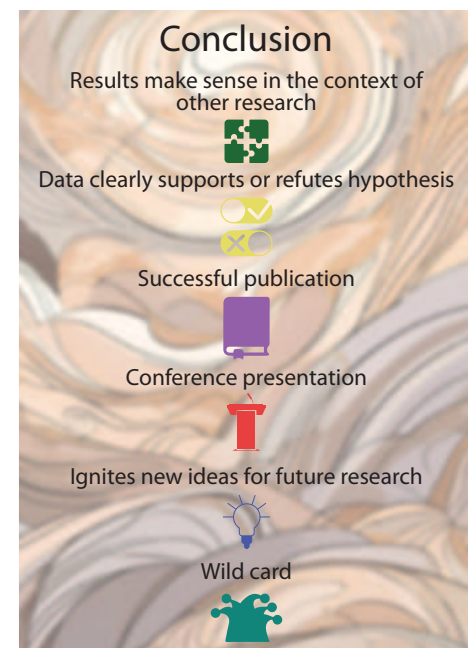 Conclusion
Results make sense in the context of
other research
Data clearly supports or refutes hypothesis
Successful publication
Conference presentation
Ignites new ideas for future research
Wild card